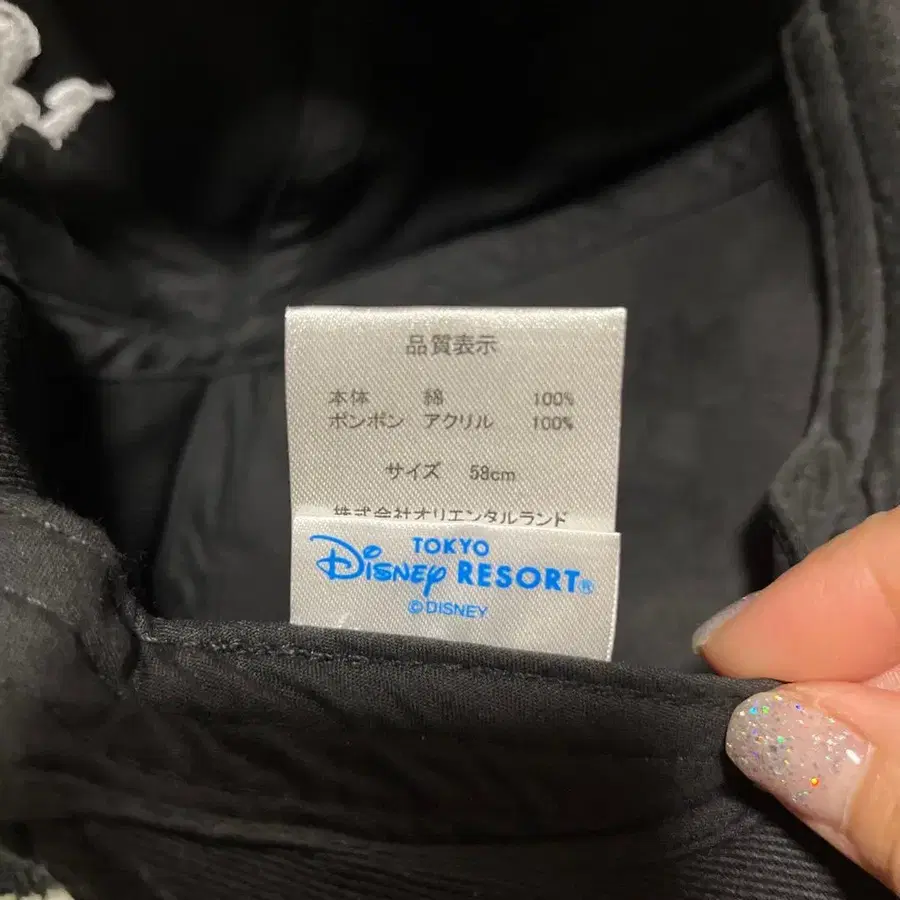 品質表示
本体 綿 100%
ポンポン アクリル 100%
サイズ 58cm
株式会社オリエンタルランド
TOKYO
DISNEY RESORT®
© DISNEY